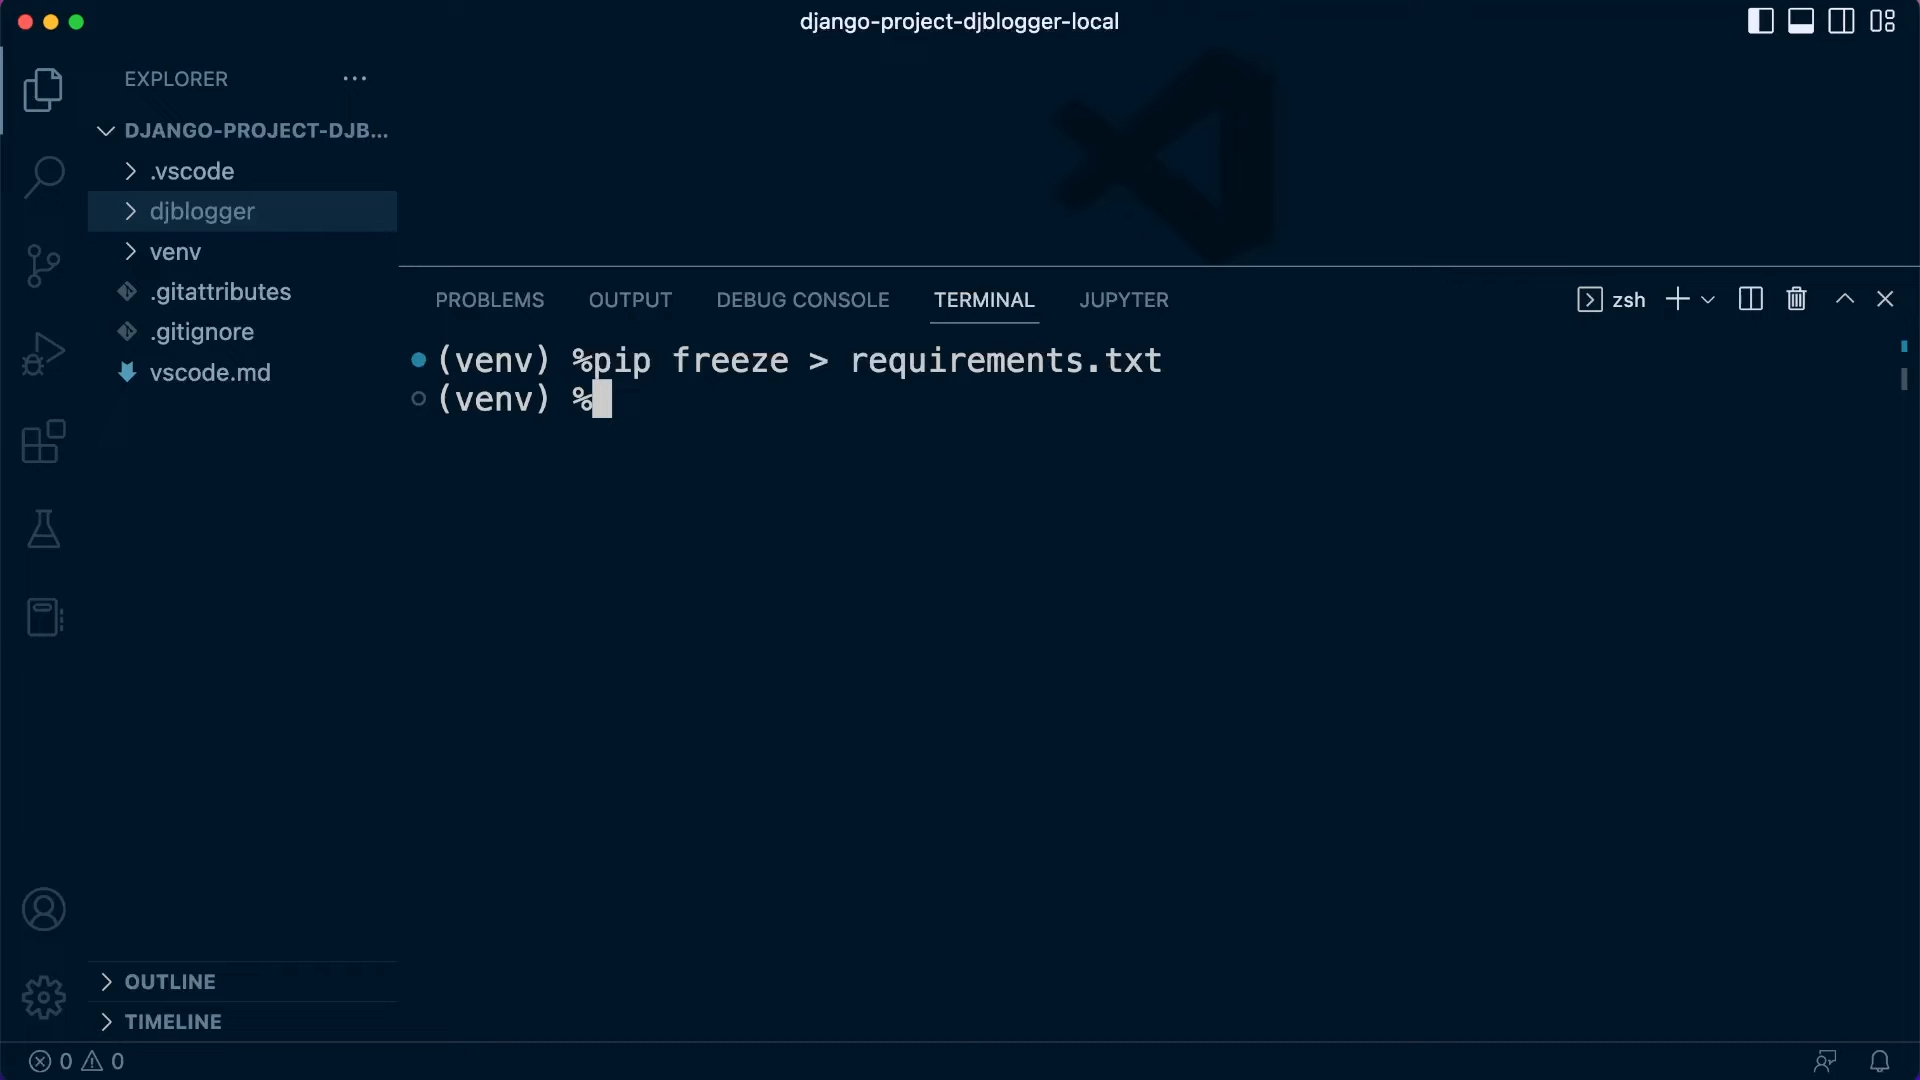 django-project-djblogger-local
EXPLORER
DJANGO-PROJECT-DJB...
.vscode
djblogger
venv
.gitattributes
.gitignore
vscode.md
PROBLEMS OUTPUT DEBUG CONSOLE TERMINAL JUPYTER zsh
(venv) %pip freeze > requirements.txt
(venv) %
OUTLINE
TIMELINE
0 0